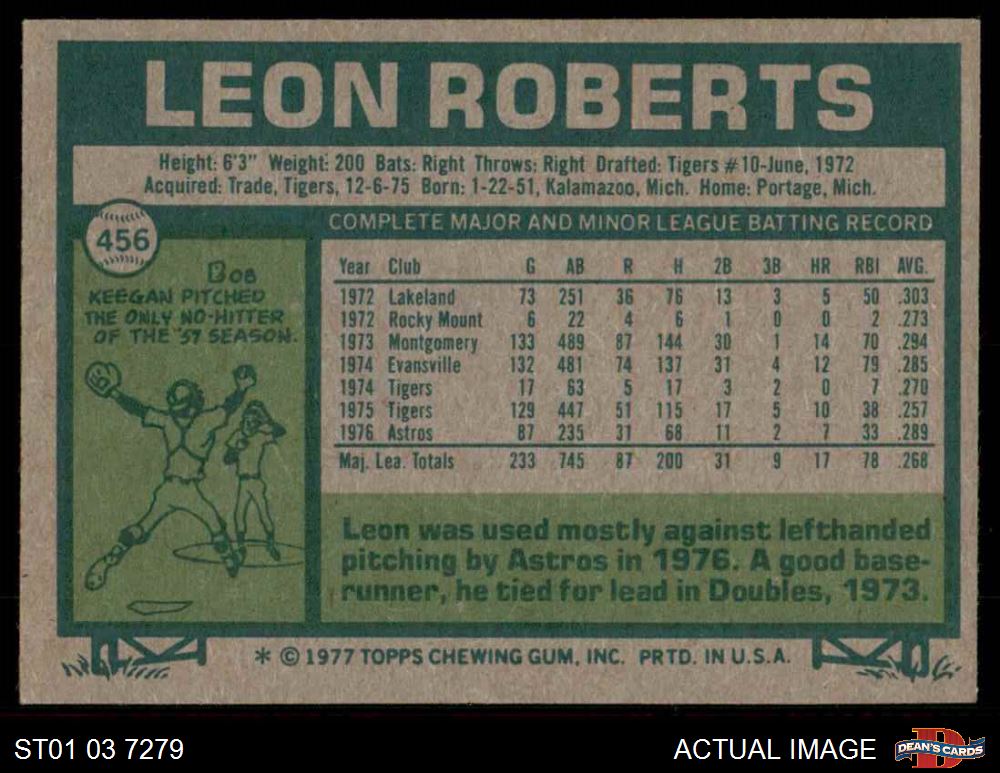 LEON ROBERTS
Height: 6'3" Weight: 200 Bats: Right Throws: Right Drafted: Tigers #10-June, 1972
Acquired: Trade, Tigers, 12-6-75 Born: 1-22-51, Kalamazoo, Mich. Home: Portage, Mich.
456
BOB
KEEGAN PITCHED
THE ONLY NO-HITTER
OF THE '57 SEASON.
COMPLETE MAJOR AND MINOR LEAGUE BATTING RECORD
Year Club G AB R H 2B 3B HR RBI AVG.
1972 Lakeland 73 251 36 76 13 3 5 50 .303
1972 Rocky Mount 6 22 4 6 1 0 0 2 .273
1973 Montgomery 133 489 87 144 30 1 14 70 .294
1974 Evansville 132 481 74 137 31 4 12 79 .285
1974 Tigers 17 63 5 17 3 2 0 7 .270
1975 Tigers 129 447 51 115 17 5 10 38 .257
1976 Astros 87 235 31 68 11 2 7 33 .289
Maj. Lea. Totals 233 745 87 200 31 9 17 78 .268
Leon was used mostly against lefthanded
pitching by Astros in 1976. A good base-
runner, he tied for lead in Doubles, 1973.
* © 1977 TOPPS CHEWING GUM, INC. PRTD. IN U.S.A.
ST01 03 7279
ACTUAL IMAGE
D
DEAN'S CARDS